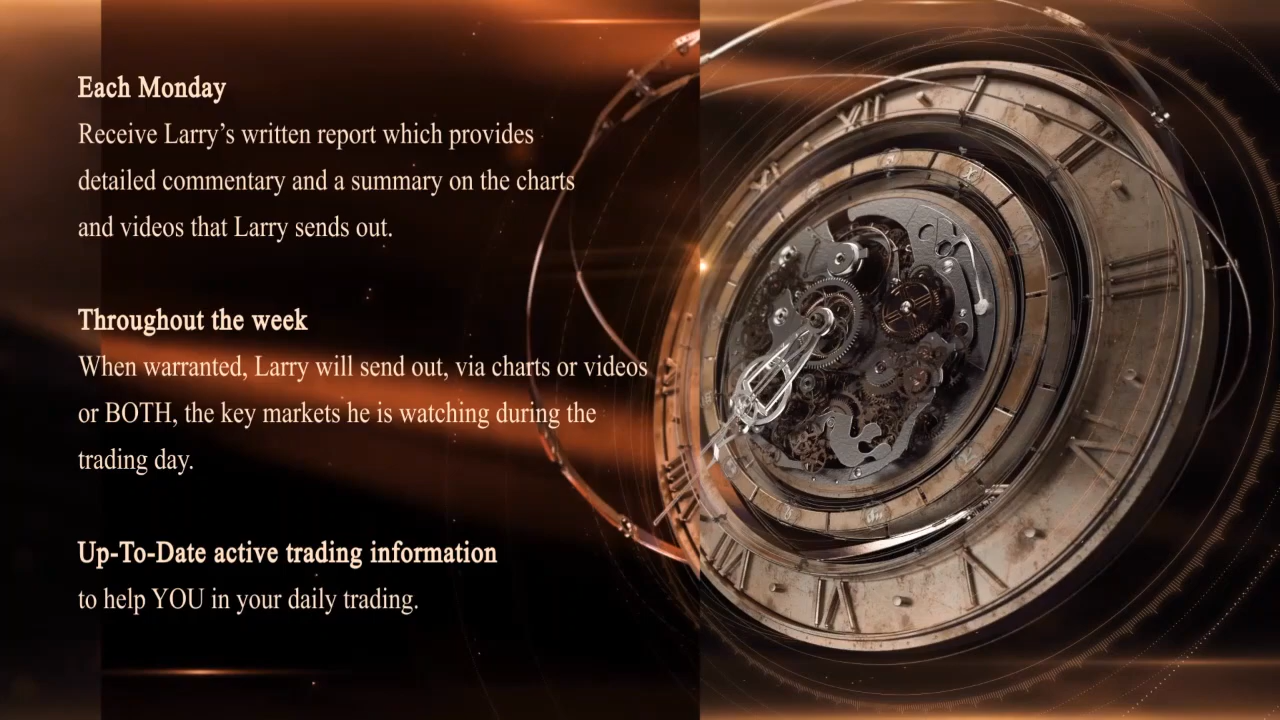 Each Monday
Receive Larry’s written report which provides
detailed commentary and a summary on the charts
and videos that Larry sends out.
Throughout the week
When warranted, Larry will send out, via charts or videos
or BOTH, the key markets he is watching during the
trading day.
Up-To-Date active trading information
to help YOU in your daily trading.